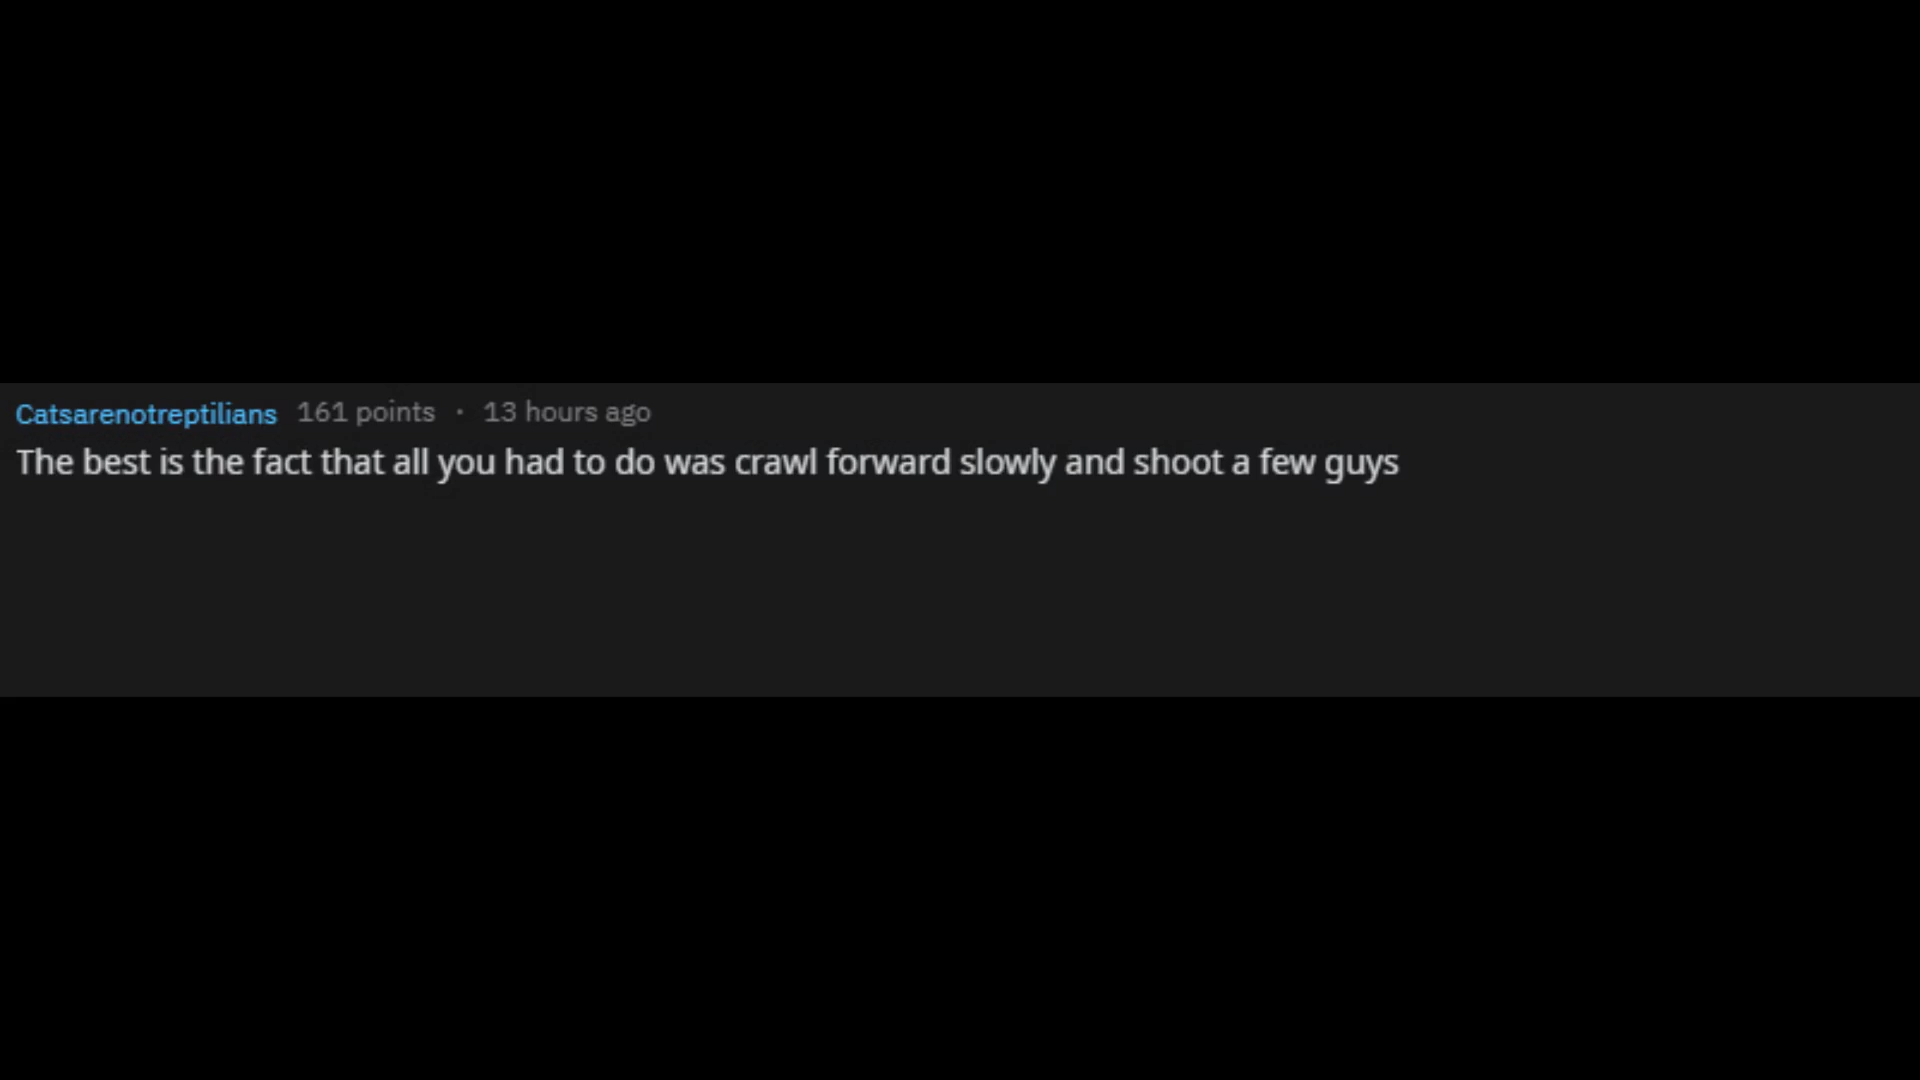 Catsarenotreptilians 161 points · 13 hours ago
The best is the fact that all you had to do was crawl forward slowly and shoot a few guys